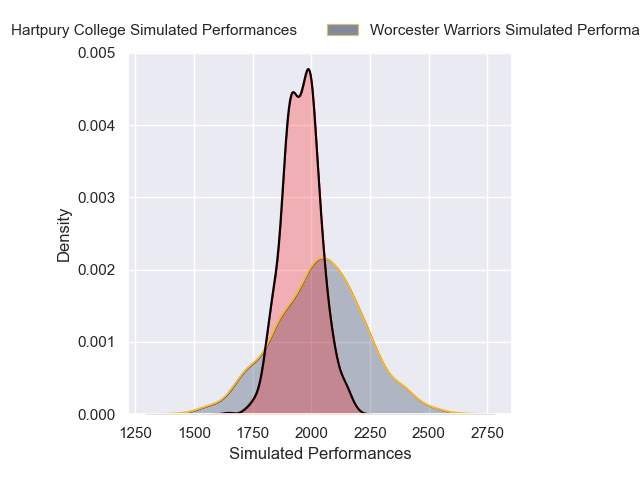 Hartpury College Simulated Performances
Worcester Warriors Simulated Performa
0.005
0.004
0.003
0.002
0.001
0.000
Density
1250 1500 1750 2000 2250 2500 2750
Simulated Performances